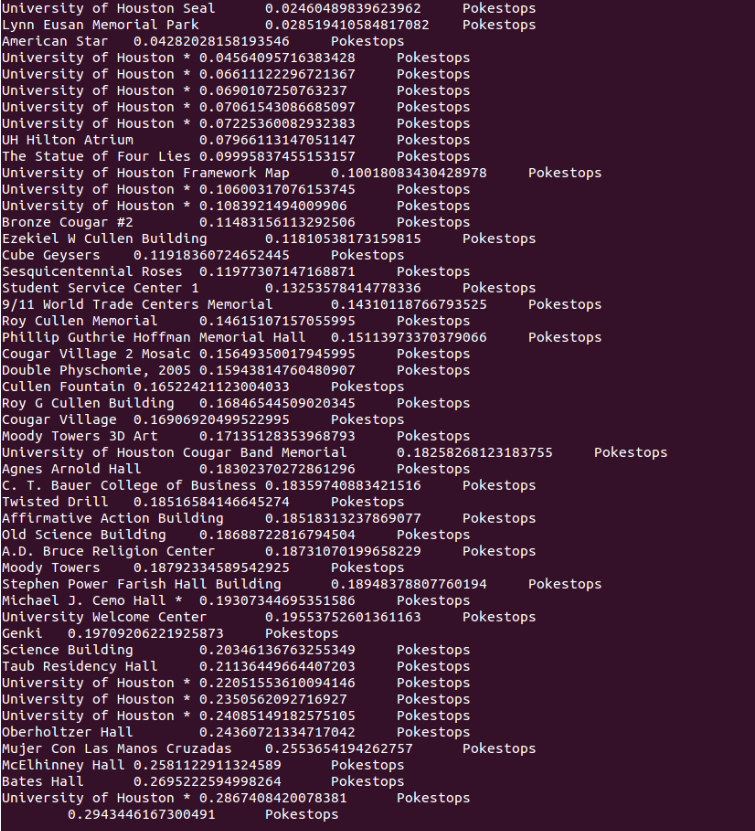 University of Houston Seal 0.02460489839623962 Pokestops
Lynn Eusan Memorial Park 0.028519410584817082 Pokestops
American Star 0.04282028158193546 Pokestops
University of Houston * 0.04564095716383428 Pokestops
University of Houston * 0.06611122296721367 Pokestops
University of Houston * 0.0690107250763237 Pokestops
University of Houston * 0.07061543086685097 Pokestops
University of Houston * 0.07225360082932383 Pokestops
UH Hilton Atrium 0.07966113147051147 Pokestops
The Statue of Four Lies 0.09995837455153157 Pokestops
University of Houston Framework Map 0.10018083430428978 Pokestops
University of Houston * 0.10600317076153745 Pokestops
University of Houston * 0.1083921494009906 Pokestops
Bronze Cougar #2 0.11483156113292506 Pokestops
Ezekiel W Cullen Building 0.11810538173159815 Pokestops
Cube Geysers 0.11918360724652445 Pokestops
Sesquicentennial Roses 0.11977307147168871 Pokestops
Student Service Center 1 0.13253578414778336 Pokestops
9/11 World Trade Centers Memorial 0.14310118766793525 Pokestops
Roy Cullen Memorial 0.14615107157055995 Pokestops
Phillip Guthrie Hoffman Memorial Hall 0.15113973370379066 Pokestops
Cougar Village 2 Mosaic 0.15649350017945995 Pokestops
Double Physchomie, 2005 0.15943814760480907 Pokestops
Cullen Fountain 0.16522421123004033 Pokestops
Roy G Cullen Building 0.16846544509020345 Pokestops
Cougar Village 0.16906920499522995 Pokestops
Moody Towers 3D Art 0.17135128353968793 Pokestops
University of Houston Cougar Band Memorial 0.18258268123183755 Pokestops
Agnes Arnold Hall 0.18302370272861296 Pokestops
C. T. Bauer College of Business 0.18359740883421516 Pokestops
Twisted Drill 0.18516584146645274 Pokestops
Affirmative Action Building 0.18518313237869077 Pokestops
Old Science Building 0.18688722816794504 Pokestops
A.D. Bruce Religion Center 0.18731070199658229 Pokestops
Moody Towers 0.18792334589542925 Pokestops
Stephen Power Farish Hall Building 0.18948378807760194 Pokestops
Michael J. Cemo Hall * 0.19307344695351586 Pokestops
University Welcome Center 0.19553752601361163 Pokestops
Genki 0.19709206221925873 Pokestops
Science Building 0.20346136763255349 Pokestops
Taub Residency Hall 0.21136449664407203 Pokestops
University of Houston * 0.22051553610094146 Pokestops
University of Houston * 0.2350562092716927 Pokestops
University of Houston * 0.24085149182575105 Pokestops
Oberholtzer Hall 0.24360721334717042 Pokestops
Mujer Con Las Manos Cruzadas 0.2553654194262757 Pokestops
McElhinney Hall 0.2581122911324589 Pokestops
Bates Hall 0.2695222594998264 Pokestops
University of Houston * 0.2867408420078381 Pokestops
0.2943446167300491 Pokestops